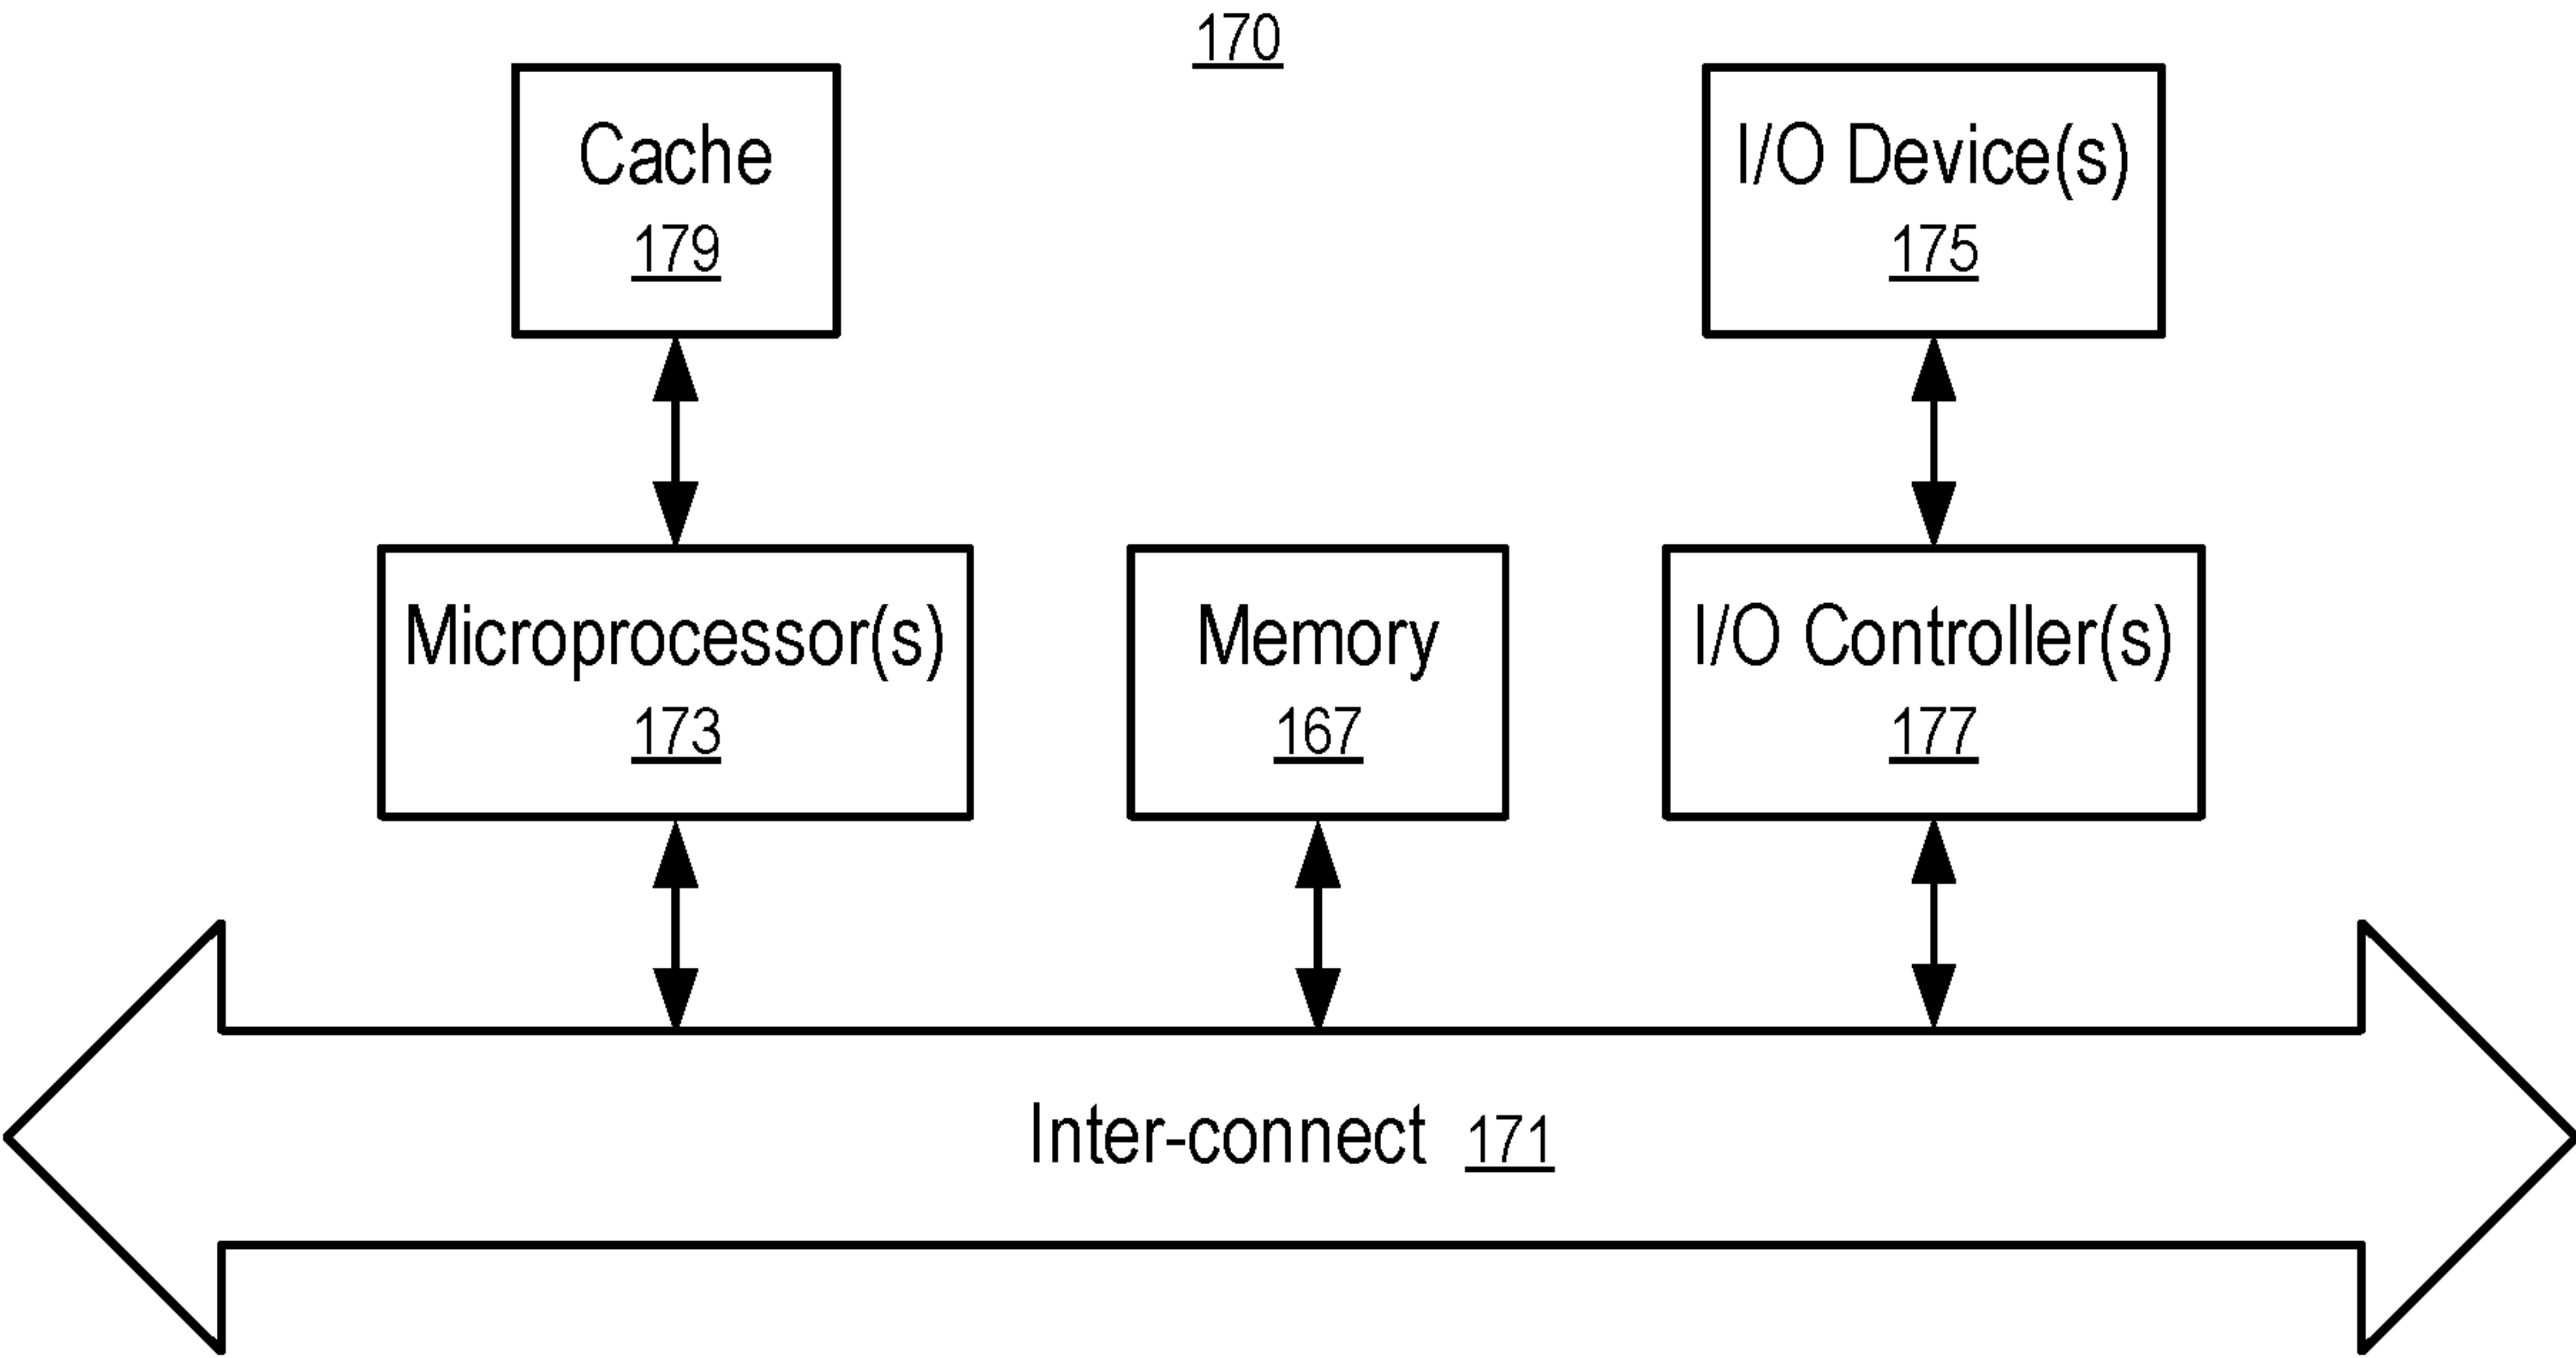 170
Cache
179
I/O Device(s)
175
Microprocessor(s)
173
Memory
167
I/O Controller(s)
177
Inter-connect 171